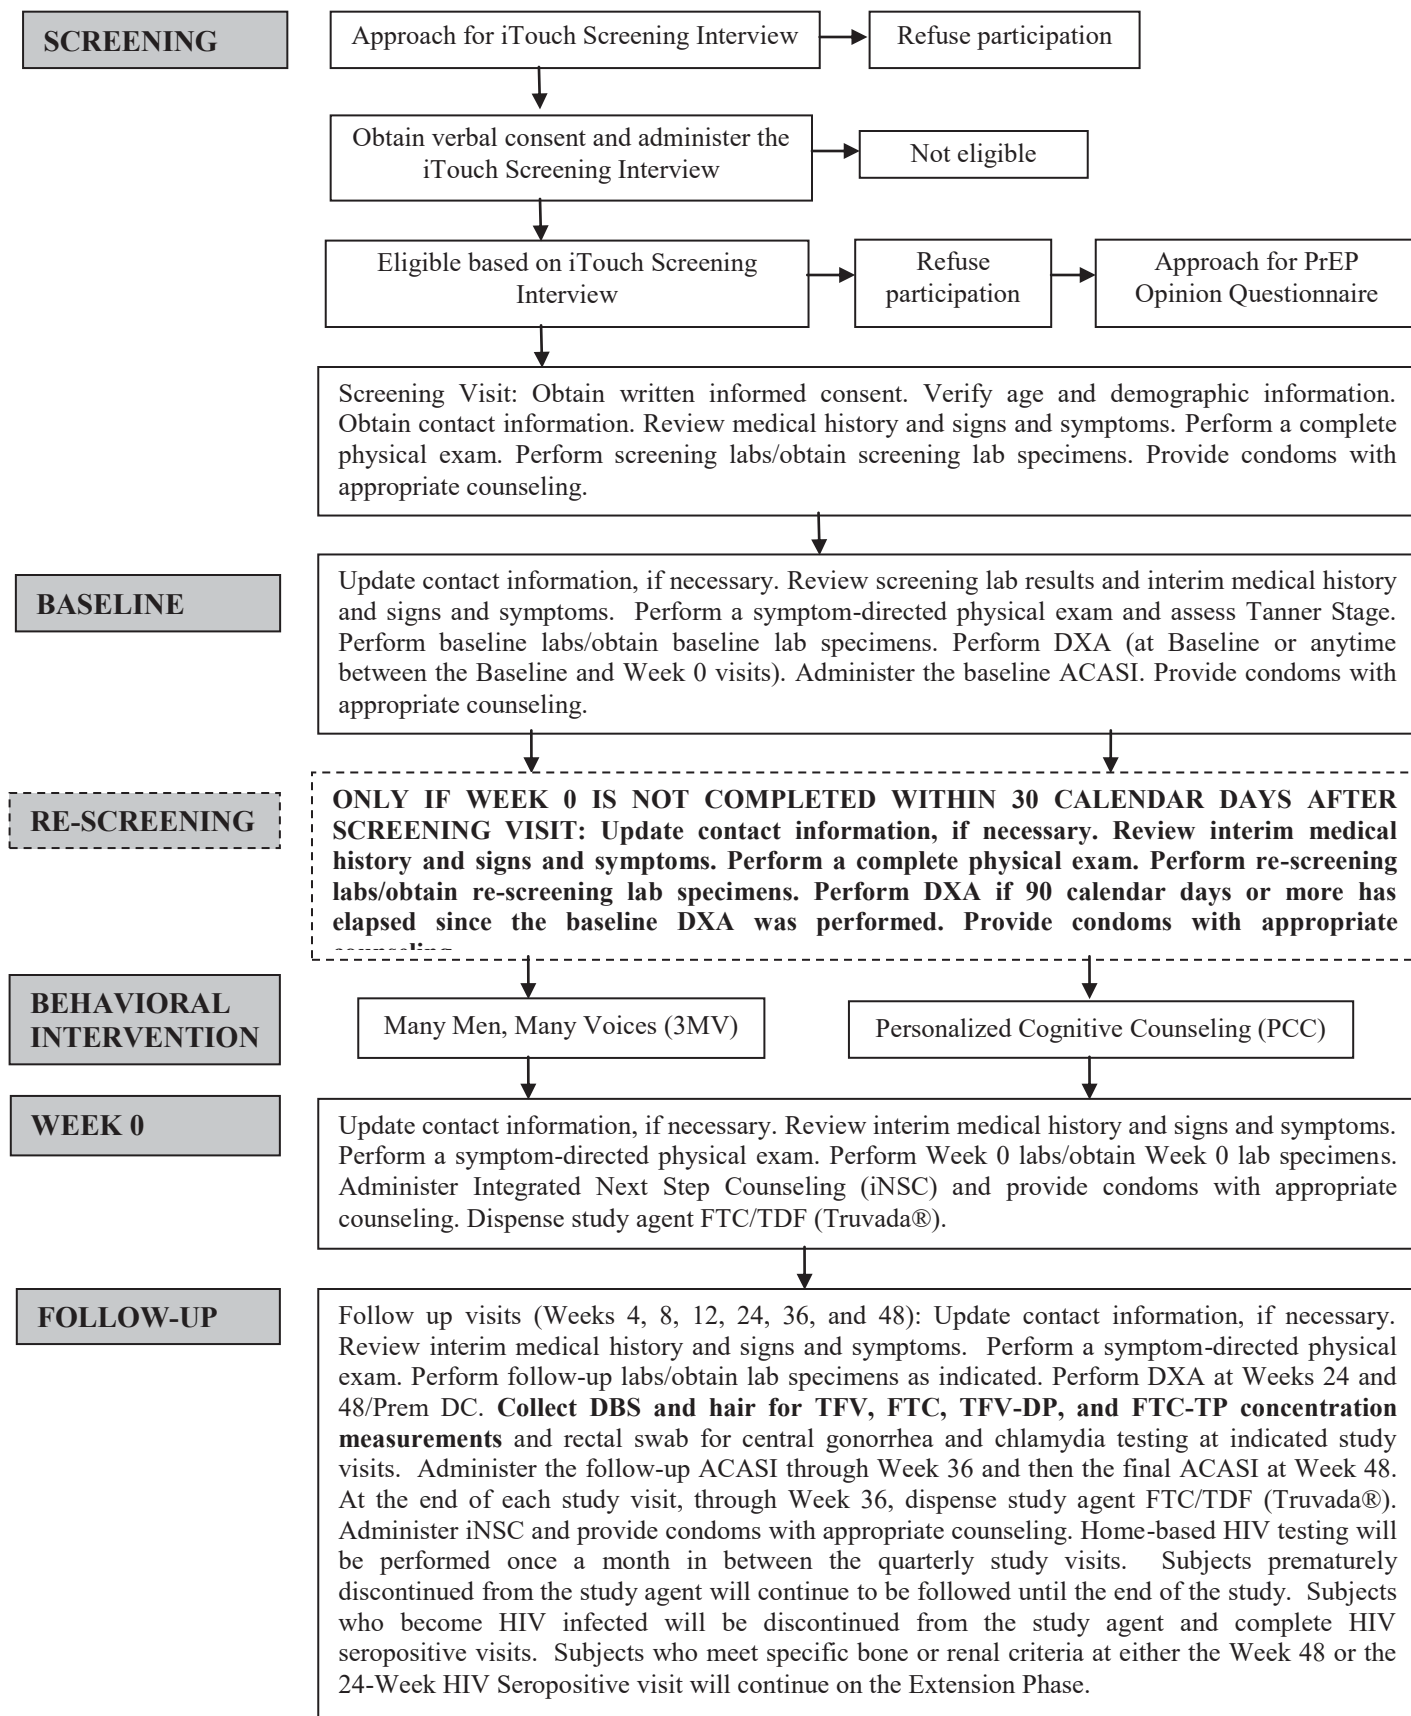 SCREENING
Approach for iTouch Screening Interview
Refuse participation
Obtain verbal consent and administer the
iTouch Screening Interview
Not eligible
Eligible based on iTouch Screening
Interview
Refuse
participation
Approach for PrEP
Opinion Questionnaire
Screening Visit: Obtain written informed consent. Verify age and demographic information.
Obtain contact information. Review medical history and signs and symptoms. Perform a complete
physical exam. Perform screening labs/obtain screening lab specimens. Provide condoms with
appropriate counseling.
BASELINE
Update contact information, if necessary. Review screening lab results and interim medical history
and signs and symptoms. Perform a symptom-directed physical exam and assess Tanner Stage.
Perform baseline labs/obtain baseline lab specimens. Perform DXA (at Baseline or anytime
between the Baseline and Week 0 visits). Administer the baseline ACASI. Provide condoms with
appropriate counseling.
RE-SCREENING
ONLY IF WEEK 0 IS NOT COMPLETED WITHIN 30 CALENDAR DAYS AFTER
SCREENING VISIT: Update contact information, if necessary. Review interim medical
history and signs and symptoms. Perform a complete physical exam. Perform re-screening
labs/obtain re-screening lab specimens. Perform DXA if 90 calendar days or more has
elapsed since the baseline DXA was performed. Provide condoms with appropriate
BEHAVIORAL
INTERVENTION
Many Men, Many Voices (3MV)
Personalized Cognitive Counseling (PCC)
WEEK 0
Update contact information, if necessary. Review interim medical history and signs and symptoms.
Perform a symptom-directed physical exam. Perform Week 0 labs/obtain Week 0 lab specimens.
Administer Integrated Next Step Counseling (iNSC) and provide condoms with appropriate
counseling. Dispense study agent FTC/TDF (Truvada®).
FOLLOW-UP
Follow up visits (Weeks 4, 8, 12, 24, 36, and 48): Update contact information, if necessary.
Review interim medical history and signs and symptoms. Perform a symptom-directed physical
exam. Perform follow-up labs/obtain lab specimens as indicated. Perform DXA at Weeks 24 and
48/Prem DC. Collect DBS and hair for TFV, FTC, TFV-DP, and FTC-TP concentration
measurements and rectal swab for central gonorrhea and chlamydia testing at indicated study
visits. Administer the follow-up ACASI through Week 36 and then the final ACASI at Week 48.
At the end of each study visit, through Week 36, dispense study agent FTC/TDF (Truvada®).
Administer iNSC and provide condoms with appropriate counseling. Home-based HIV testing will
be performed once a month in between the quarterly study visits. Subjects prematurely
discontinued from the study agent will continue to be followed until the end of the study. Subjects
who become HIV infected will be discontinued from the study agent and complete HIV
seropositive visits. Subjects who meet specific bone or renal criteria at either the Week 48 or the
24-Week HIV Seropositive visit will continue on the Extension Phase.